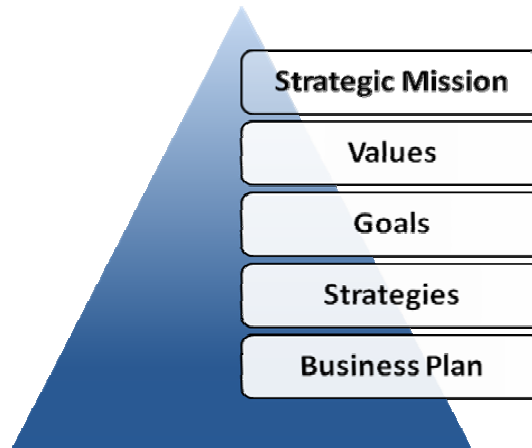 Strategic Mission
Values
Goals
Strategies
Business Plan